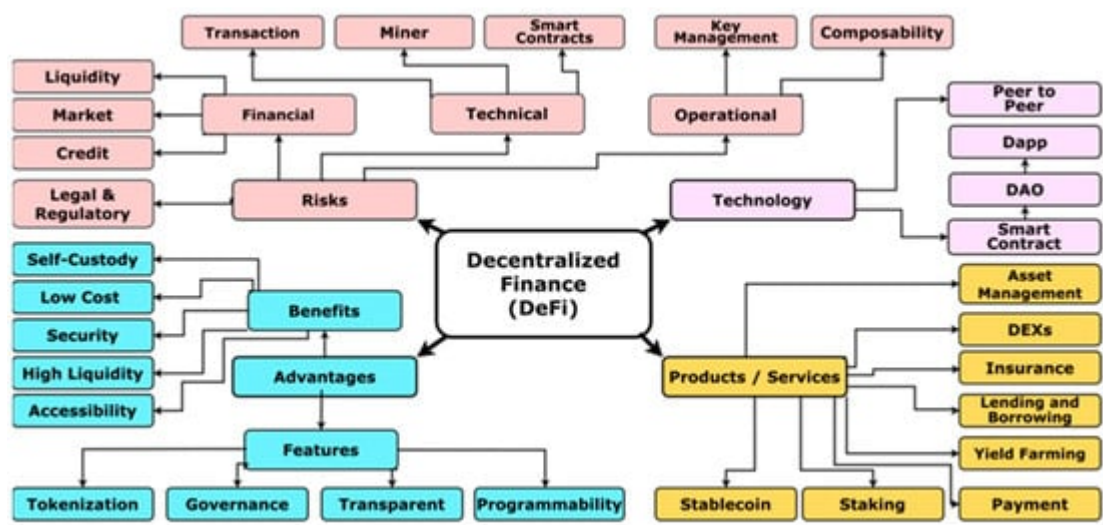 Transaction
Miner
Smart
Contracts
Key
Management
Composability
Liquidity
Market
Credit
Financial
Technical
Operational
Legal &
Regulatory
Risks
Technology
Peer to
Peer
Dapp
DAO
Smart
Contract
Decentralized
Finance
(DeFi)
Self-Custody
Low Cost
Security
High Liquidity
Accessibility
Benefits
Advantages
Features
Tokenization
Governance
Transparent
Programmability
Products / Services
Asset
Management
DEXs
Insurance
Lending and
Borrowing
Yield Farming
Stablecoin
Staking
Payment